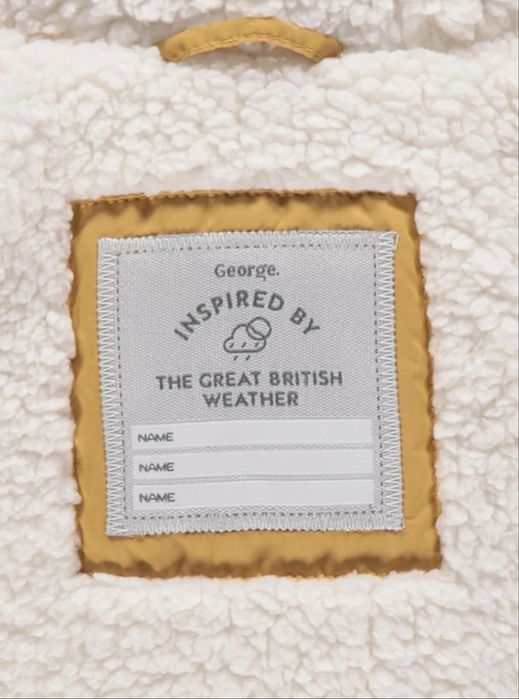 George.
INSPIRED BY
THE GREAT BRITISH
WEATHER
NAME
NAME
NAME